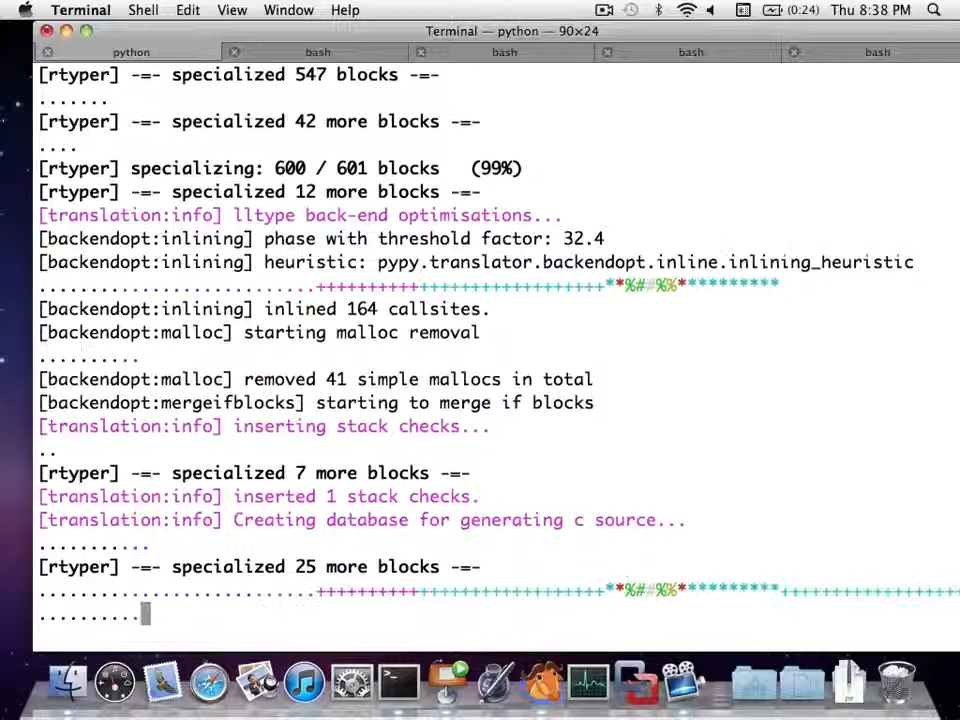 Terminal Shell Edit View Window Help (0:24) Thu 8:38 PM
Terminal — python — 90×24
python bash bash bash bash
[rtyper] -=- specialized 547 blocks -=-
.......
[rtyper] -=- specialized 42 more blocks -=-
....
[rtyper] specializing: 600 / 601 blocks (99%)
[rtyper] -=- specialized 12 more blocks -=-
[translation:info] lltype back-end optimisations...
[backendopt:inlining] phase with threshold factor: 32.4
[backendopt:inlining] heuristic: pypy.translator.backendopt.inline.inlining_heuristic
...........................++++++++++++++++++++++++++++**%##%%**********
[backendopt:inlining] inlined 164 callsites.
[backendopt:malloc] starting malloc removal
..........
[backendopt:malloc] removed 41 simple mallocs in total
[backendopt:mergeifblocks] starting to merge if blocks
[translation:info] inserting stack checks...
..
[rtyper] -=- specialized 7 more blocks -=-
[translation:info] inserted 1 stack checks.
[translation:info] Creating database for generating c source...
...........
[rtyper] -=- specialized 25 more blocks -=-
...........................++++++++++++++++++++++++++++**%##%%**********++++++++++++++++++
..........